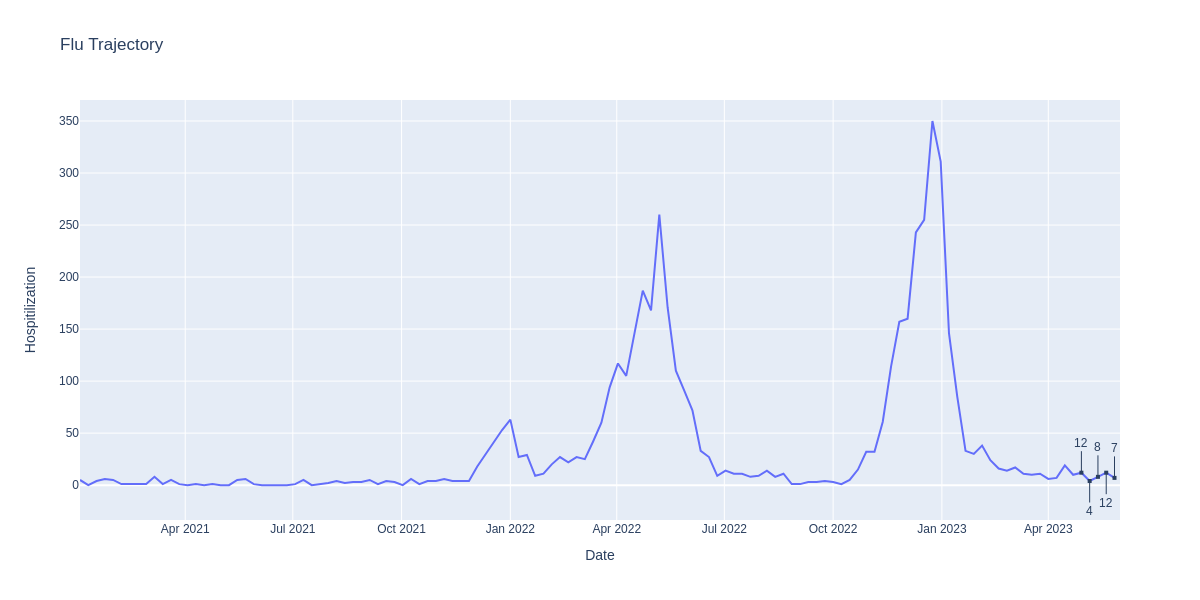 Flu Trajectory
350
300
250
200
150
100
50
0
Hospitilization
12
8
7
4
12
Apr 2021
Jul 2021
Oct 2021
Jan 2022
Apr 2022
Jul 2022
Oct 2022
Jan 2023
Apr 2023
Date